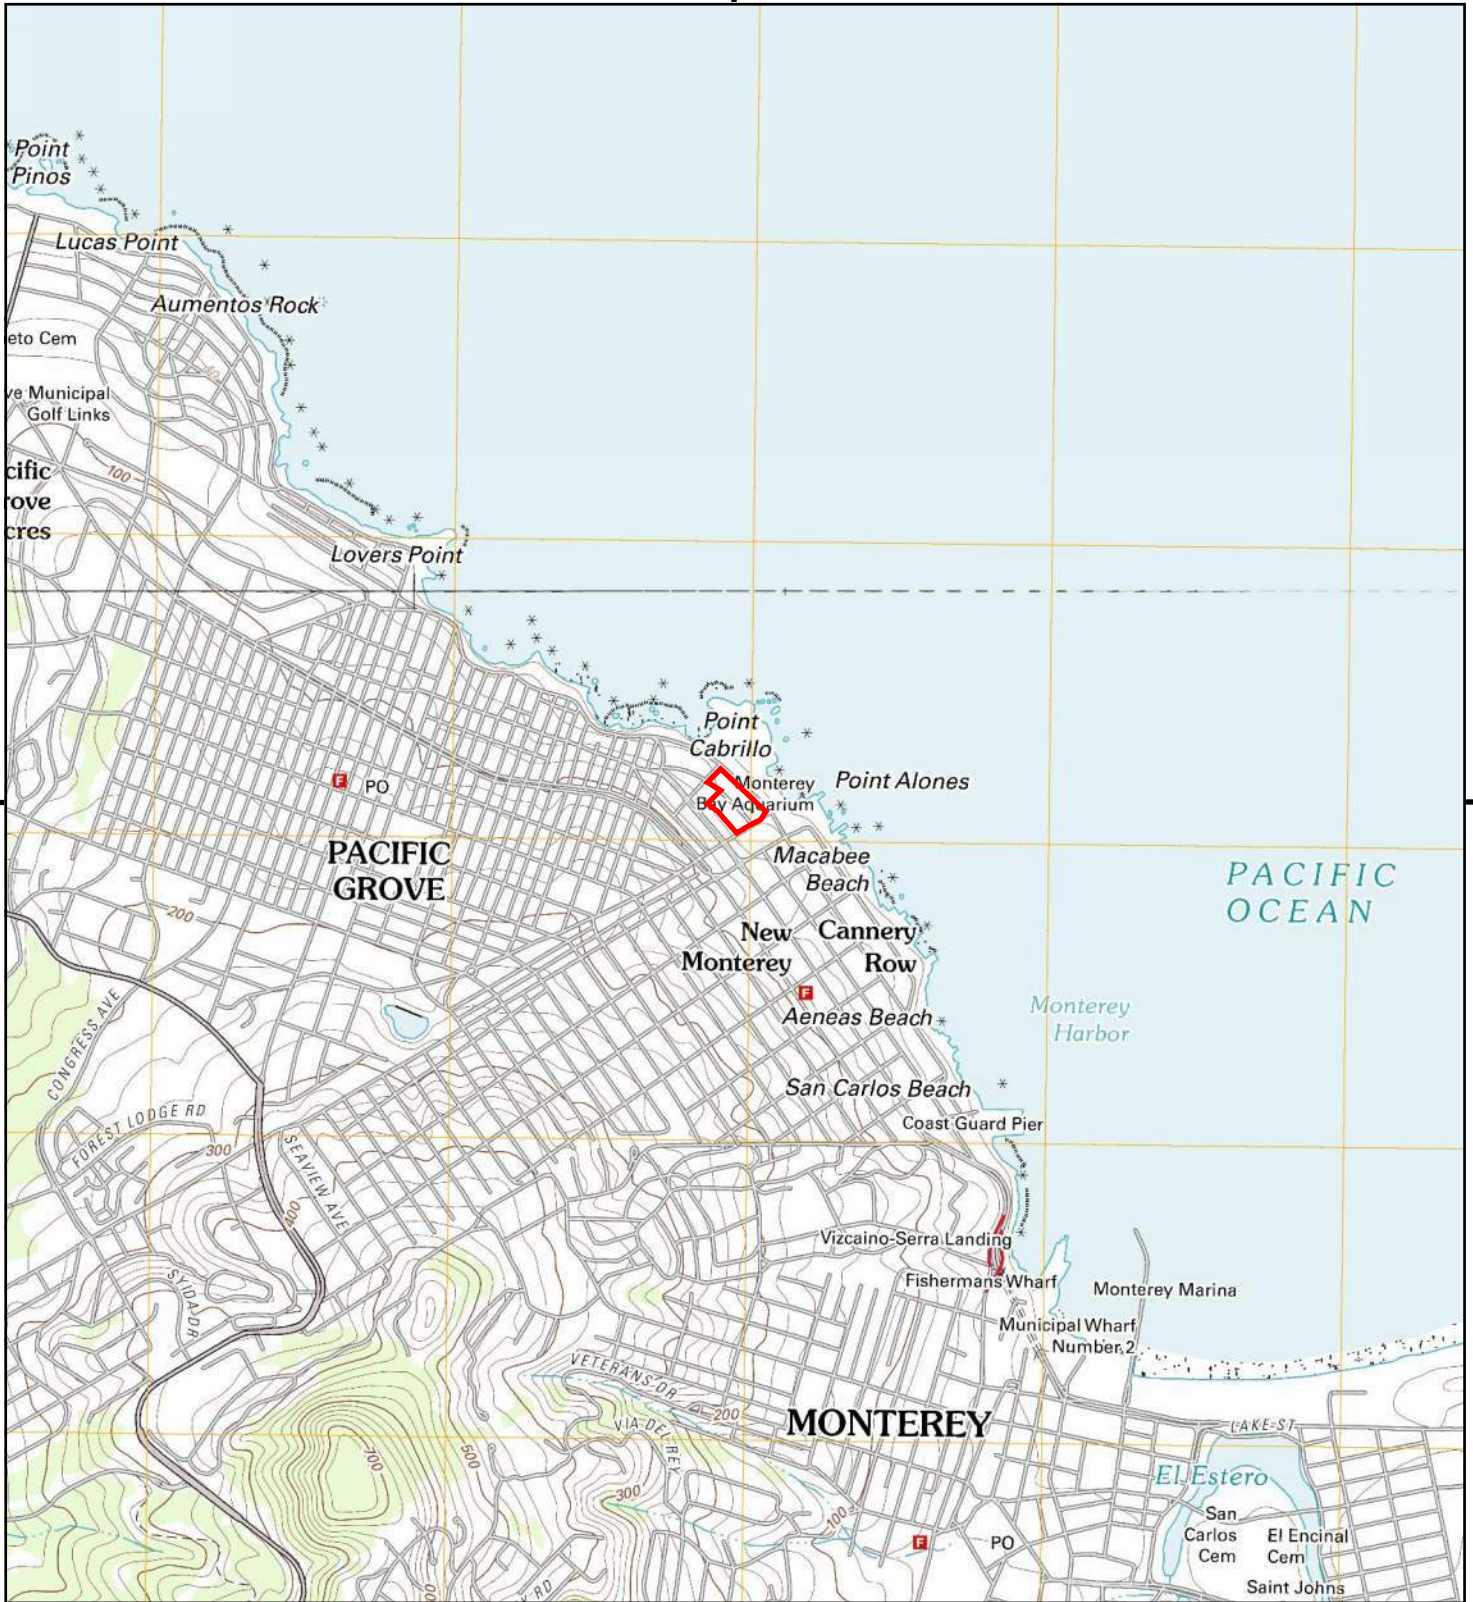 Point
Pinos
Lucas Point
Aumentos Rock
eto Cem
ve Municipal
Golf Links
40
cific
rove
cres
100
Lovers Point
Point
Cabrillo
Monterey
Bay Aquarium
Point Alones
F
PO
PACIFIC
GROVE
Macabee
Beach
PACIFIC
OCEAN
200
New
Monterey
Cannery
Row
F
Aeneas Beach
Monterey
Harbor
CONGRESS AVE
San Carlos Beach
Coast Guard Pier
FOREST LODGE RD
300
SEAVIEW AVE
400
Vizcaino-Serra Landing
Fishermans Wharf
Monterey Marina
SYIDA DR
Municipal Wharf
Number 2
VETERANS DR
200
VIA DEL REY
MONTEREY
LAKE ST
700
500
El Estero
300
100
San
Carlos
Cem
El Encinal
Cem
F
PO
Saint Johns
RD